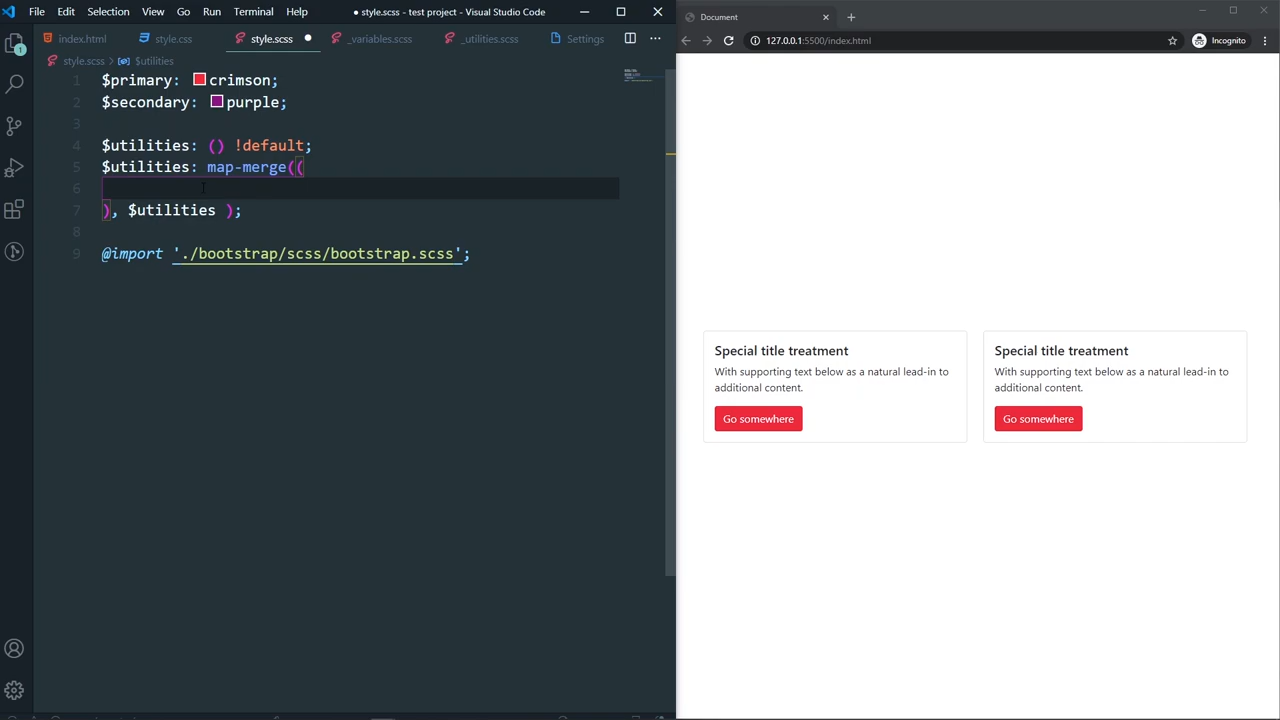 File Edit Selection View Go Run Terminal Help ● style.scss - test project - Visual Studio Code
index.html style.css style.scss ● _variables.scss _utilities.scss Settings
style.scss > $utilities
1 $primary: crimson;
2 $secondary: purple;
3
4 $utilities: () !default;
5 $utilities: map-merge((
6
7 ), $utilities );
8
9 @import './bootstrap/scss/bootstrap.scss';
Document
127.0.0.1:5500/index.html Incognito
Special title treatment
With supporting text below as a natural lead-in to
additional content.
Go somewhere
Special title treatment
With supporting text below as a natural lead-in to
additional content.
Go somewhere